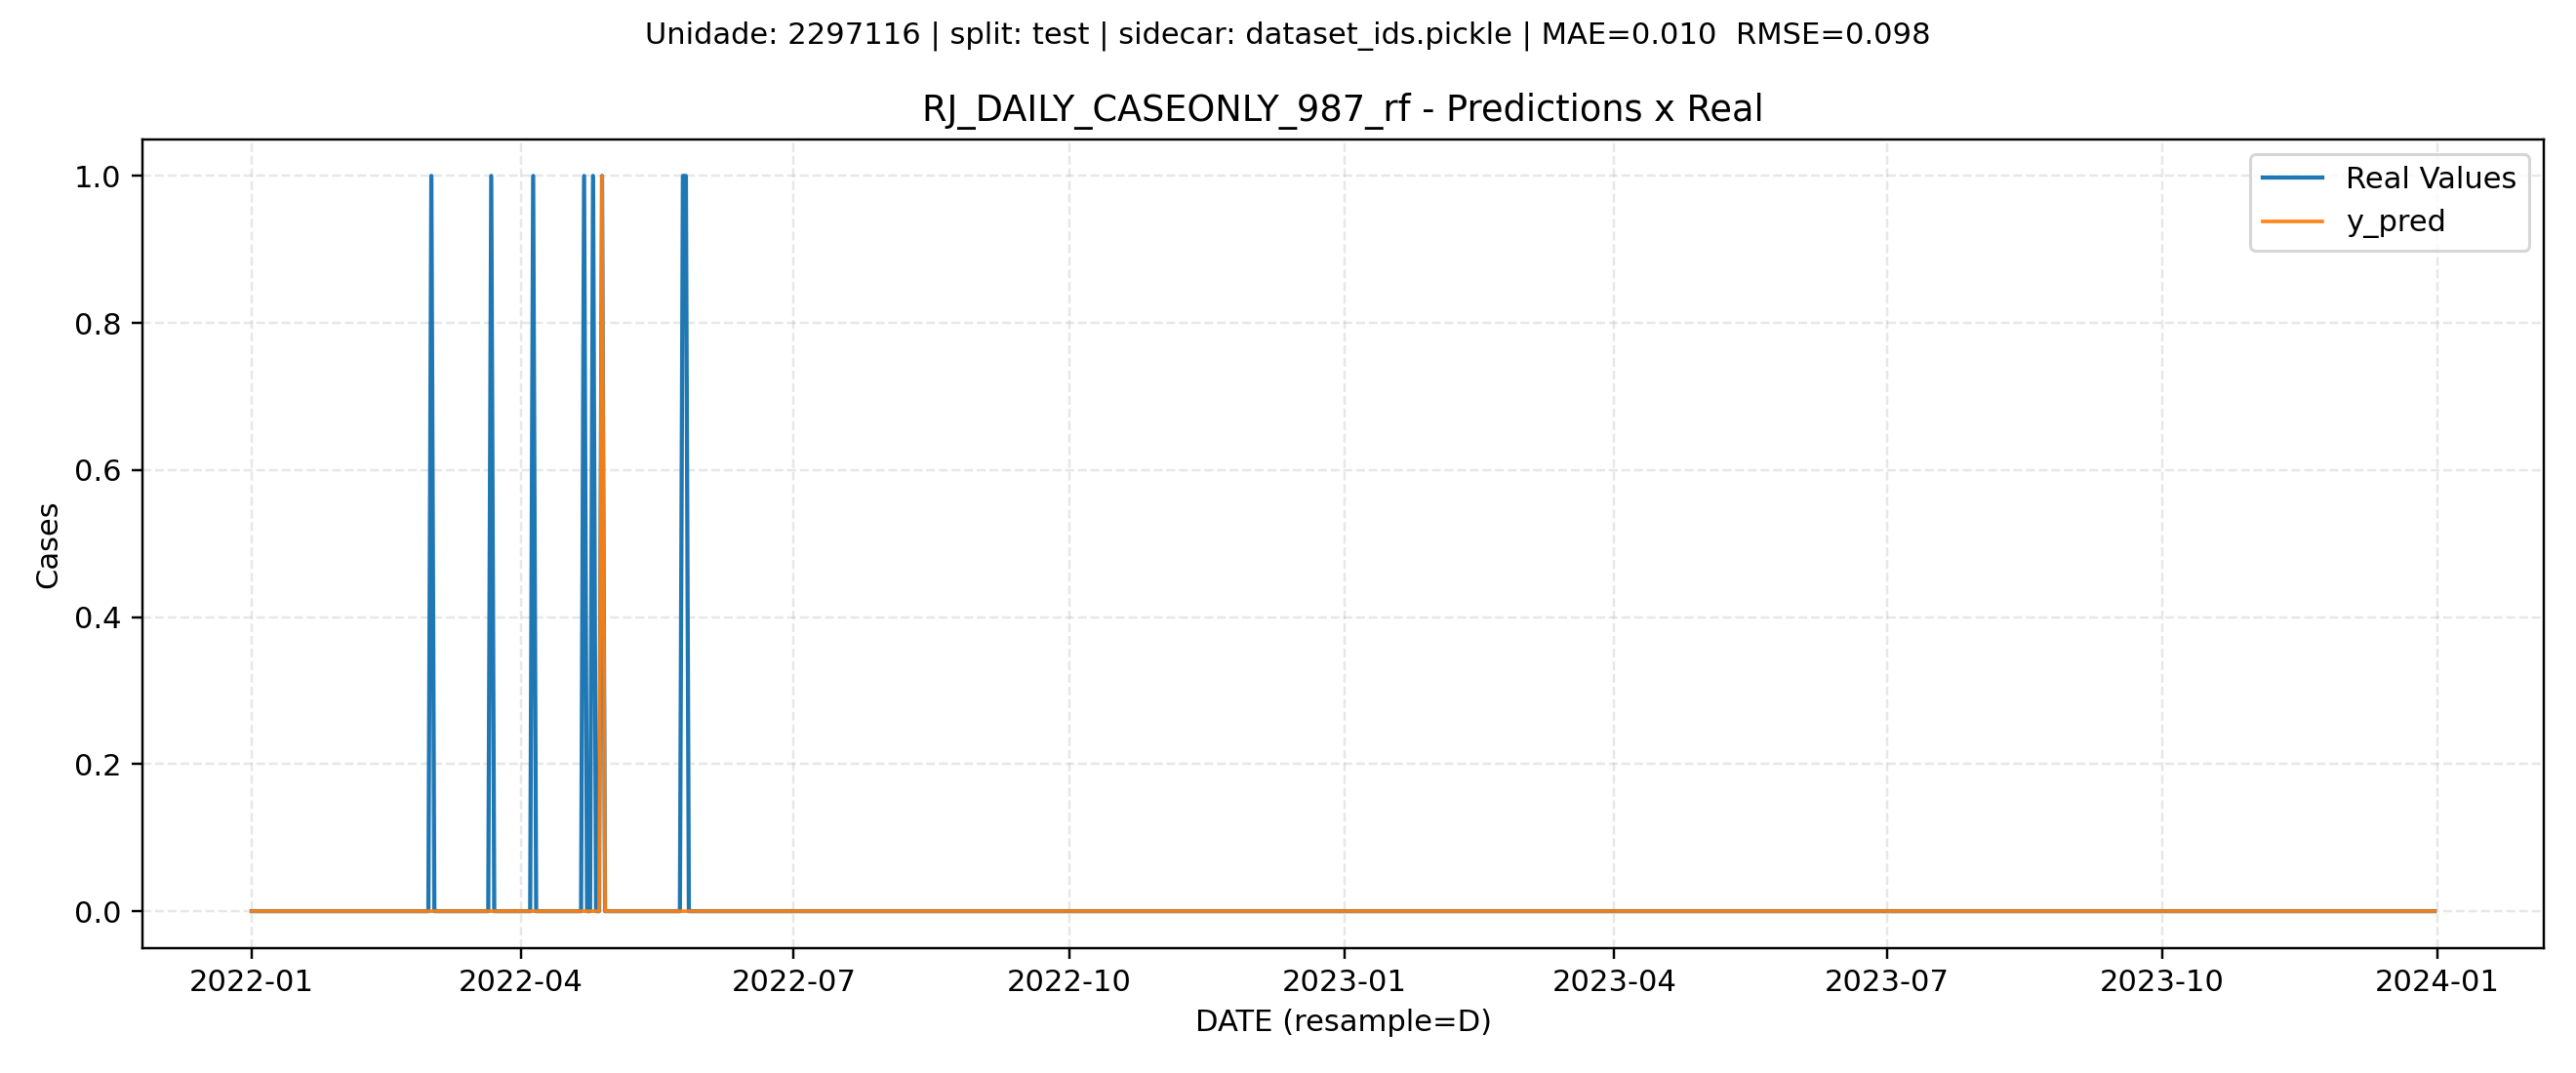 Unidade: 2297116 | split: test | sidecar: dataset_ids.pickle | MAE=0.010  RMSE=0.098
RJ_DAILY_CASEONLY_987_rf - Predictions x Real
Real Values
y_pred
1.0
0.8
0.6
0.4
0.2
0.0
Cases
2022-01
2022-04
2022-07
2022-10
2023-01
2023-04
2023-07
2023-10
2024-01
DATE (resample=D)